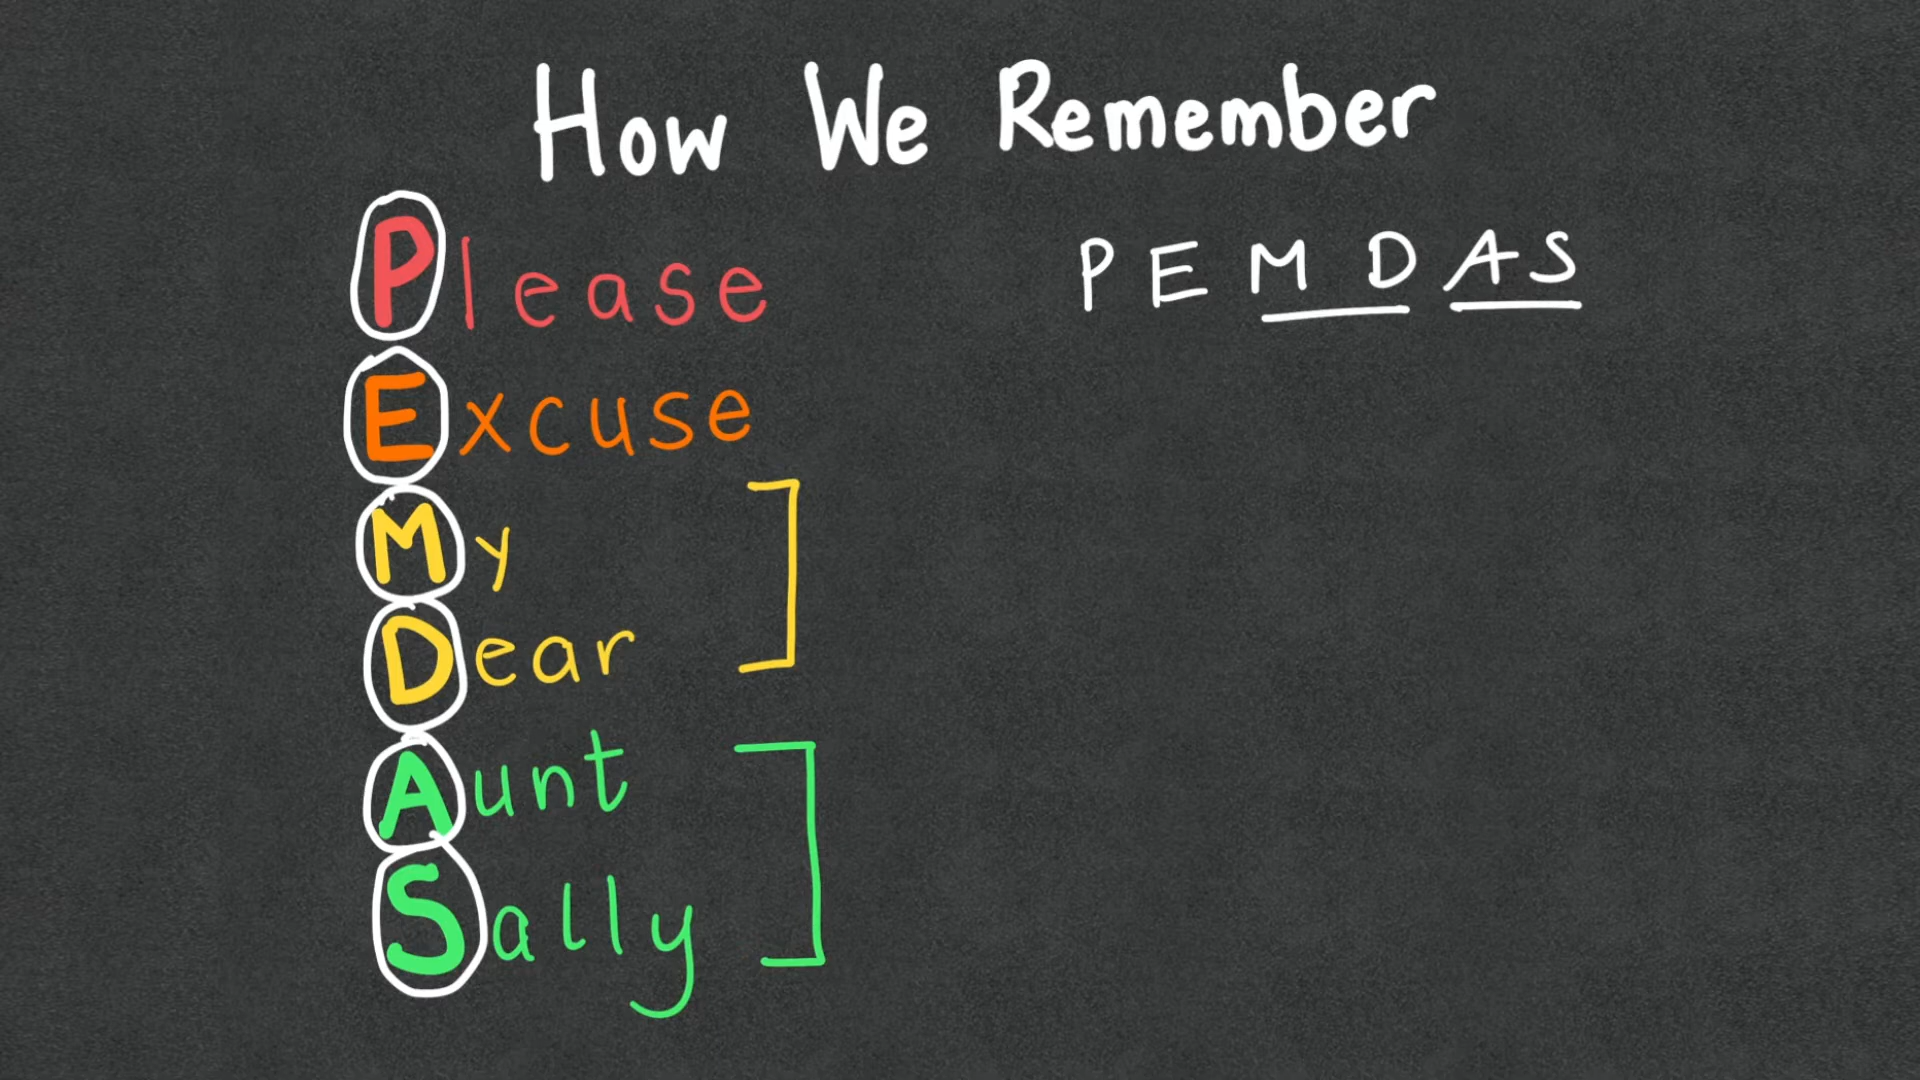 How We Remember
Please
PEMDAS
Excuse
My
Dear
Aunt
Sally